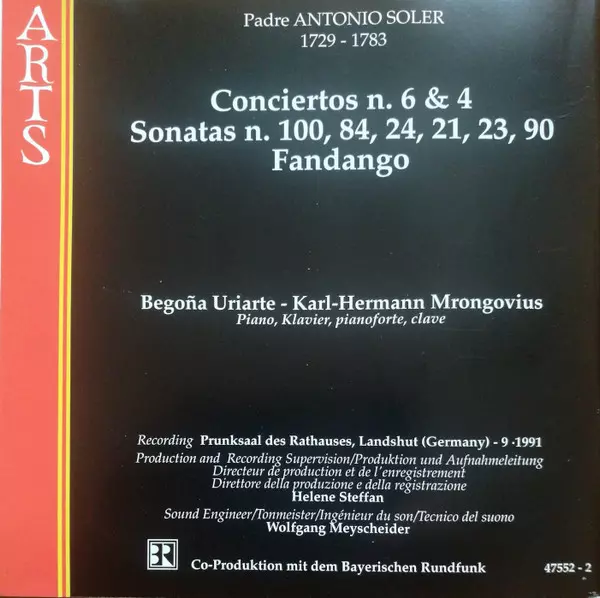 ARTS
Padre ANTONIO SOLER
1729 - 1783
Conciertos n. 6 & 4
Sonatas n. 100, 84, 24, 21, 23, 90
Fandango
Begoña Uriarte - Karl-Hermann Mrongovius
Piano, Klavier, pianoforte, clave
Recording Prunksaal des Rathauses, Landshut (Germany) - 9 -1991
Production and Recording Supervision/Produktion und Aufnahmeleitung
Directeur de production et de l'enregistrement
Direttore della produzione e della registrazione
Helene Steffan
Sound Engineer/Tonmeister/Ingénieur du son/Tecnico del suono
Wolfgang Meyscheider
BR
Co-Produktion mit dem Bayerischen Rundfunk
47552 - 2